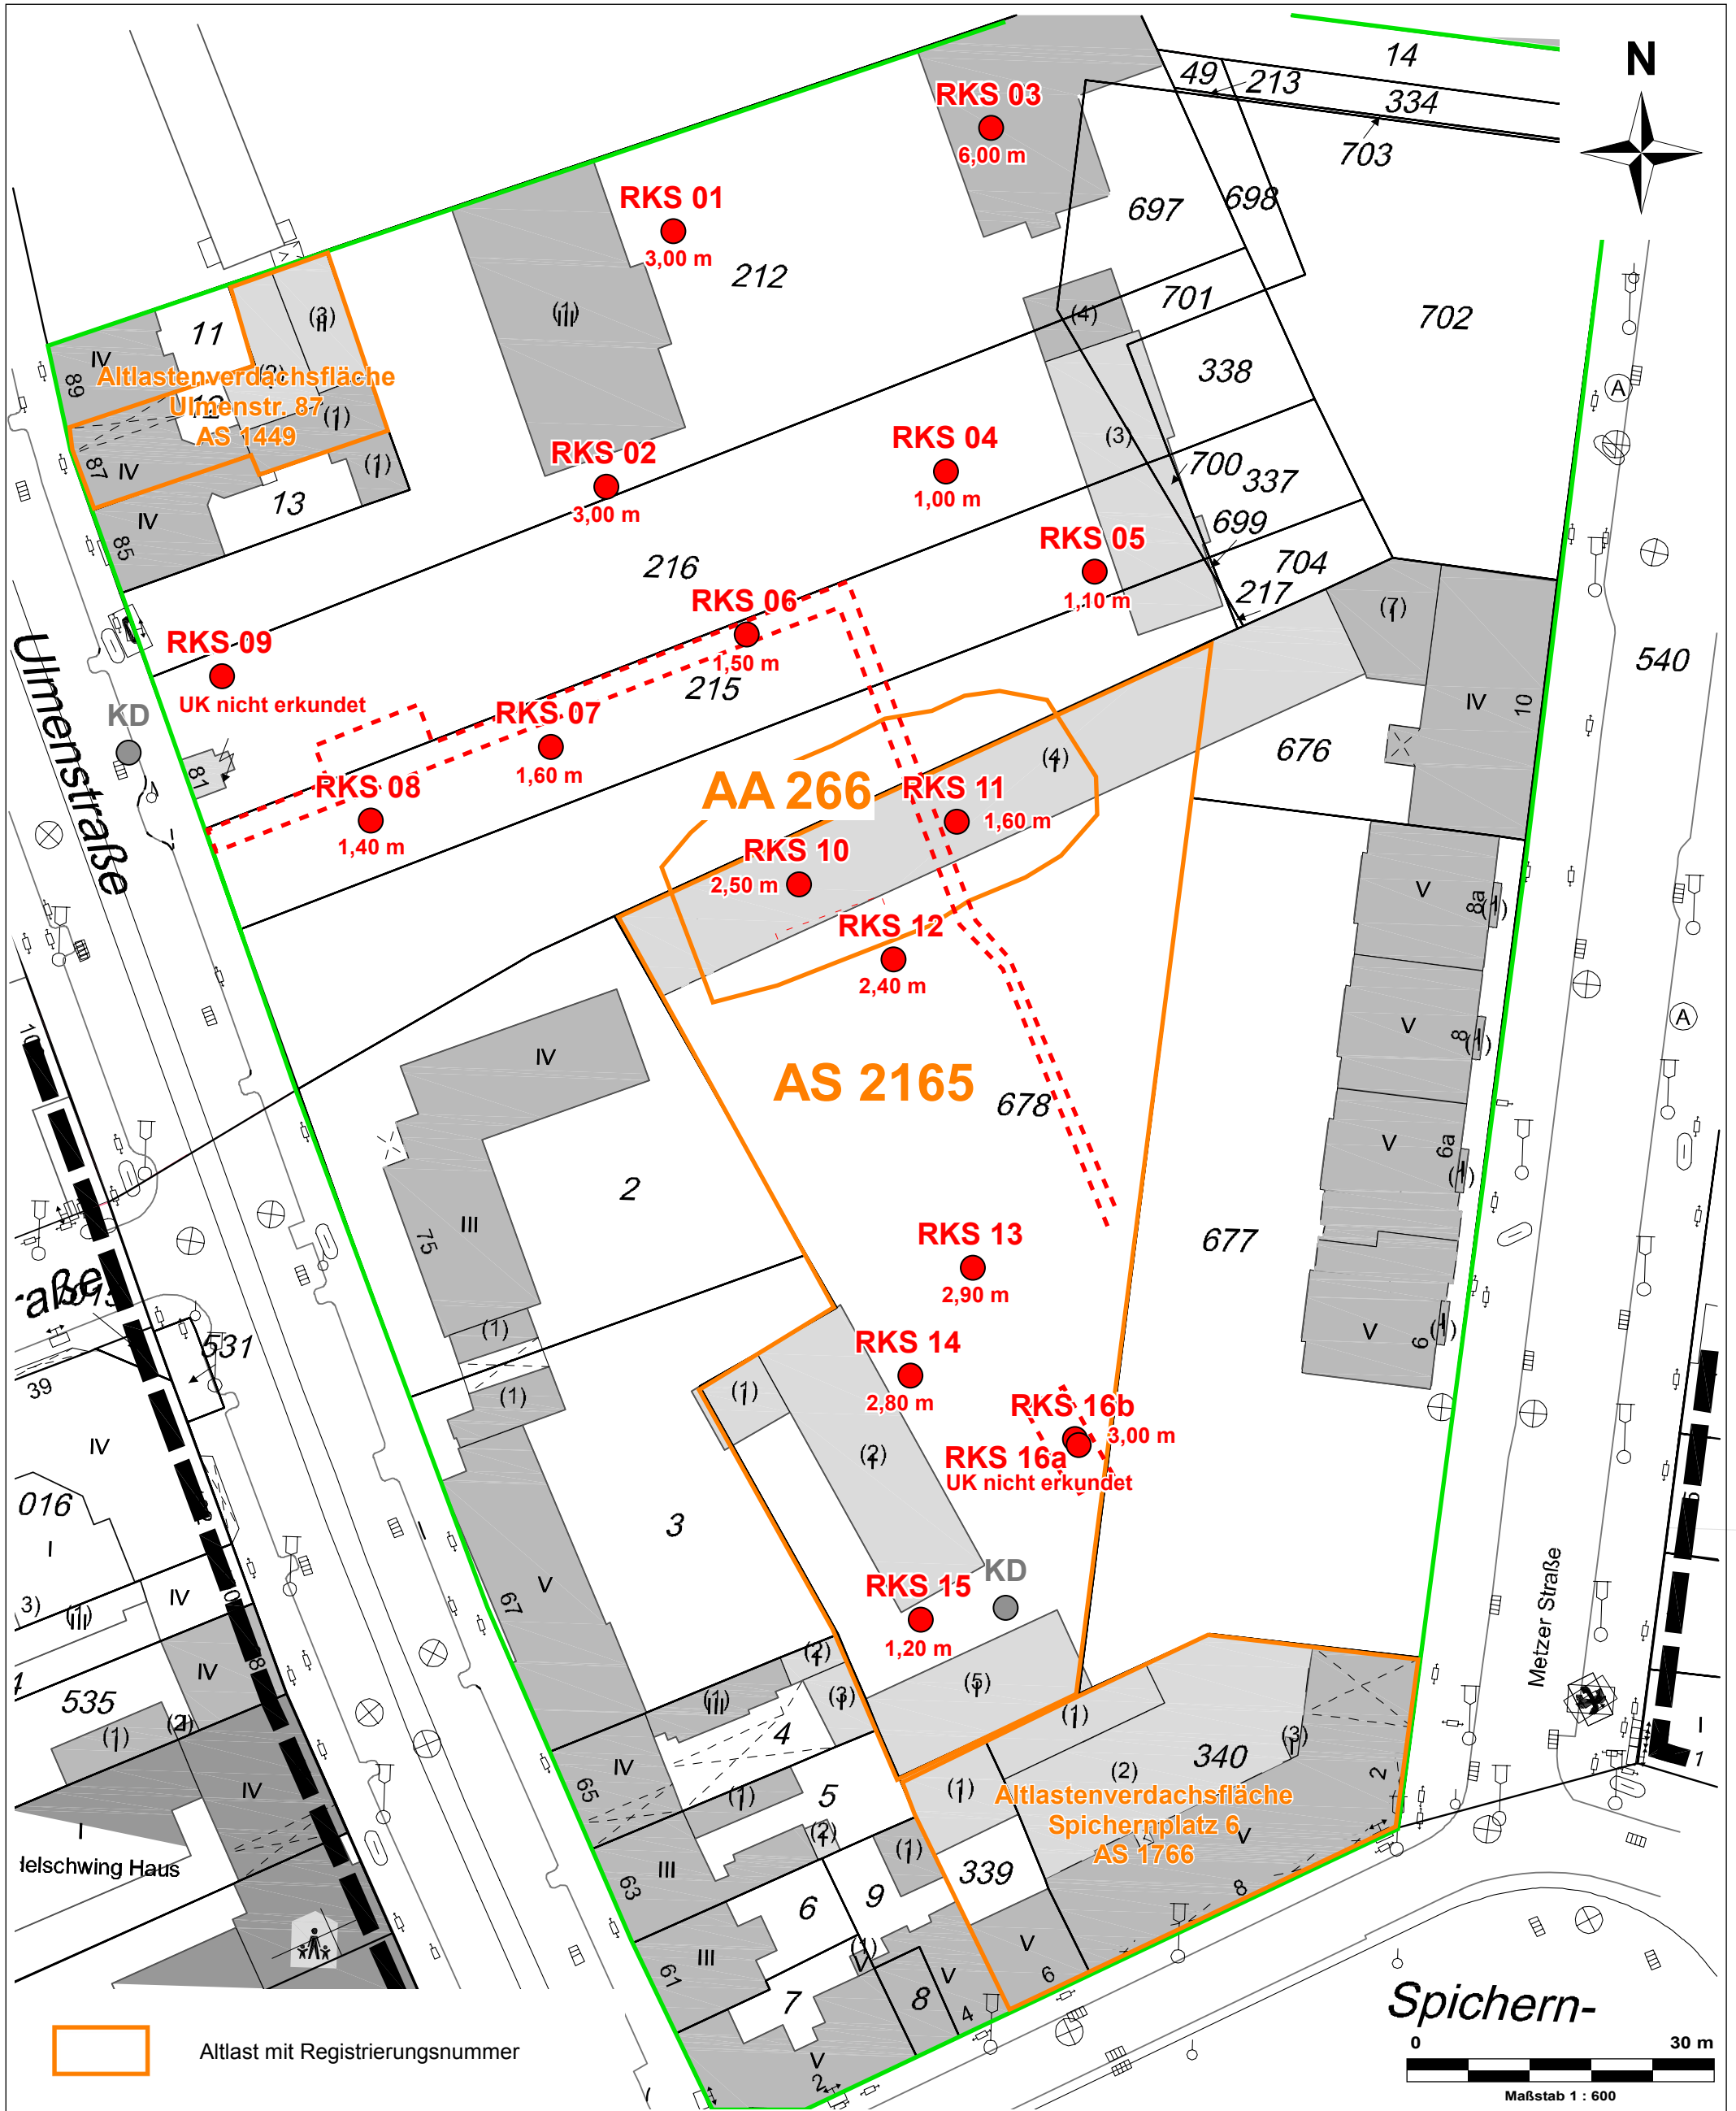 N
14
49
213
334
703
RKS 03
6,00 m
697
698
RKS 01
3,00 m
212
701
702
(4)
11
IV
89
(2)
Altlastenverdachsfläche
Ulmenstr. 87
AS 1449
12
(1)
87
IV
(1)
13
IV
85
338
(3)
RKS 02
3,00 m
RKS 04
1,00 m
700
337
699
704
217
RKS 05
1,10 m
216
RKS 06
1,50 m
215
RKS 09
UK nicht erkundet
KD
Ulmenstraße
81
RKS 07
1,60 m
RKS 08
1,40 m
540
IV
10
676
AA 266
RKS 11
1,60 m
RKS 10
2,50 m
RKS 12
2,40 m
V
8a
A
A
V
8
V
6a
V
6
AS 2165
678
677
IV
2
III
75
(1)
(1)
RKS 13
2,90 m
RKS 14
2,80 m
RKS 16b
3,00 m
RKS 16a
UK nicht erkundet
raße
531
39
IV
016
I
3)
IV
IV
535
(1)
IV
I
lelschwing Haus
3
V
67
KD
RKS 15
1,20 m
Metzer Straße
4
IV
65
5
III
63
6
9
III
61
7
8
V
4
V
2
340
(2)
2
Altlastenverdachsfläche
Spichernplatz 6
AS 1766
V
339
8
V
6
I
1
Spichern-
0
30 m
Maßstab 1 : 600
Altlast mit Registrierungsnummer